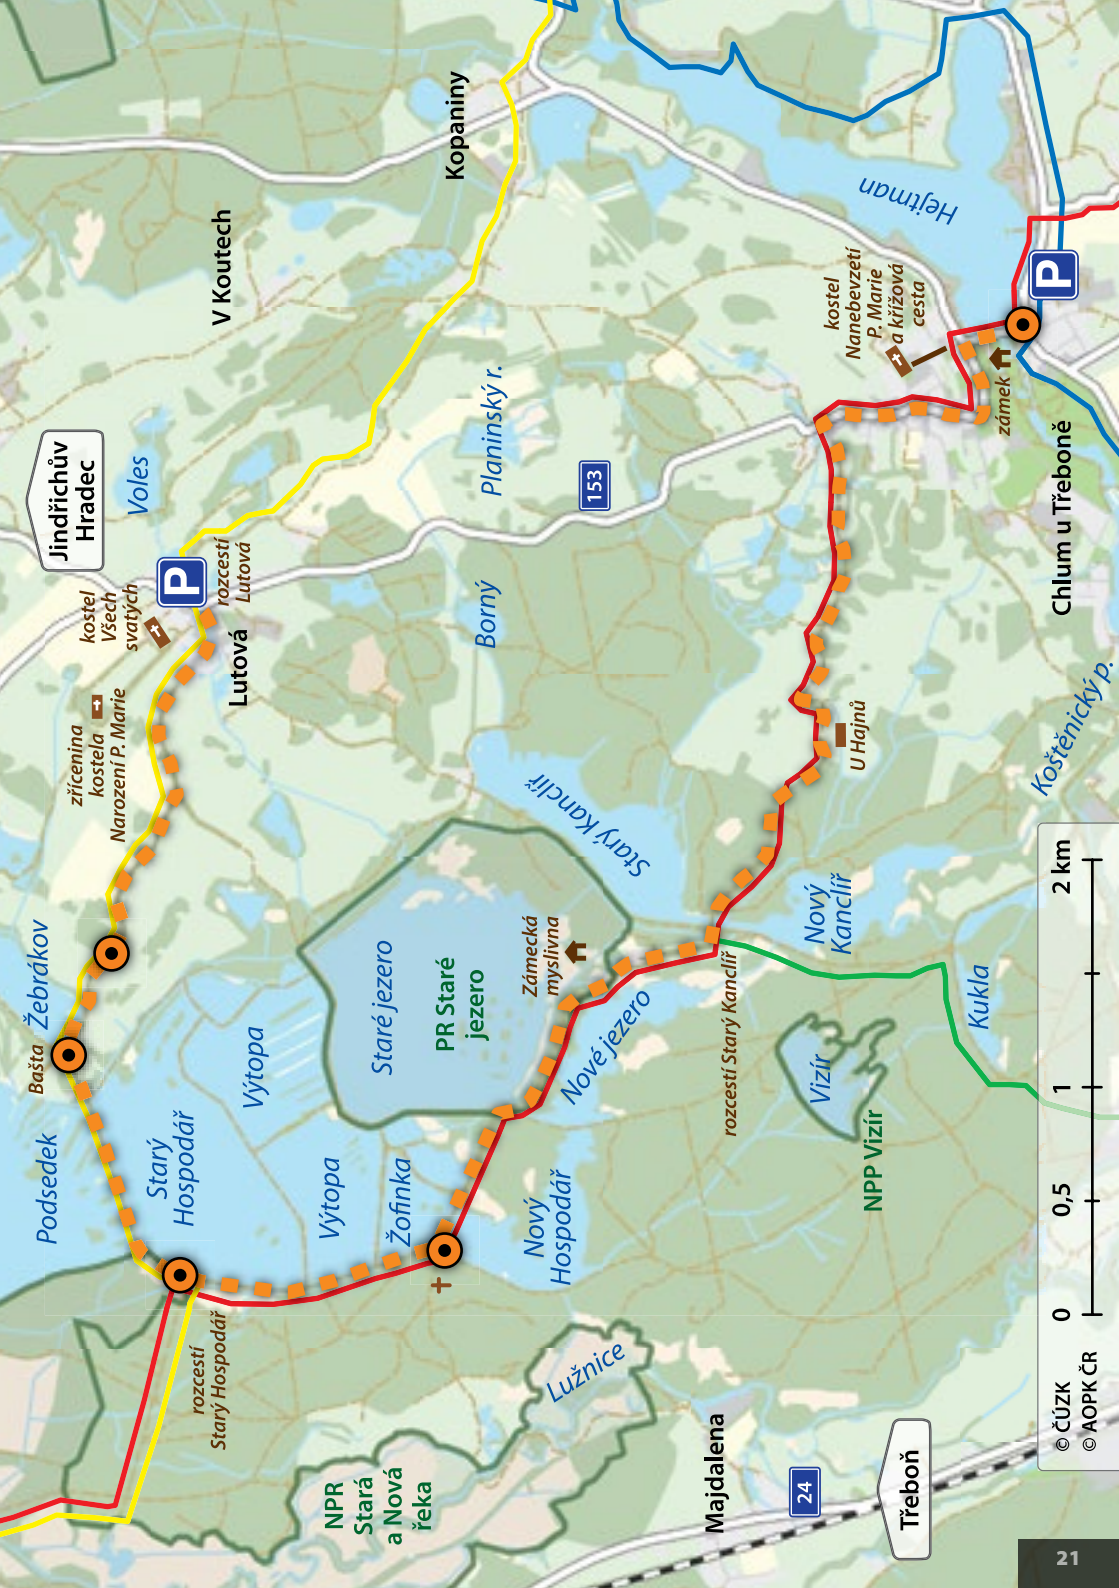 Jindřichův
Hradec
Voles
V Koutech
Kopaniny
Hejtman
kostel
Nanebevzetí
P. Marie
a křížová
cesta
P
zámek
Chlum u Třeboně
Planinský r.
153
P
rozcestí
Lutová
kostel
Všech
svatých
Lutová
zřícenina
kostela
Narození P. Marie
Borný
Starý Kanclíř
U Hajnů
Koštěnický p.
Žebrákov
Bašta
Podsedek
Starý
Hospodář
Výtopa
Výtopa
Žofinka
Staré jezero
PR Staré
jezero
Zámecká
myslivna
Nové jezero
Nový
Hospodář
rozcestí Starý Kanclíř
Nový
Kanclíř
Kukla
Vizír
NPP Vizír
rozcestí
Starý Hospodář
Lužnice
NPR
Stará
a Nová
řeka
Majdalena
24
Třeboň
0
0,5
1
2 km
© ČÚZK
© AOPK ČR
21